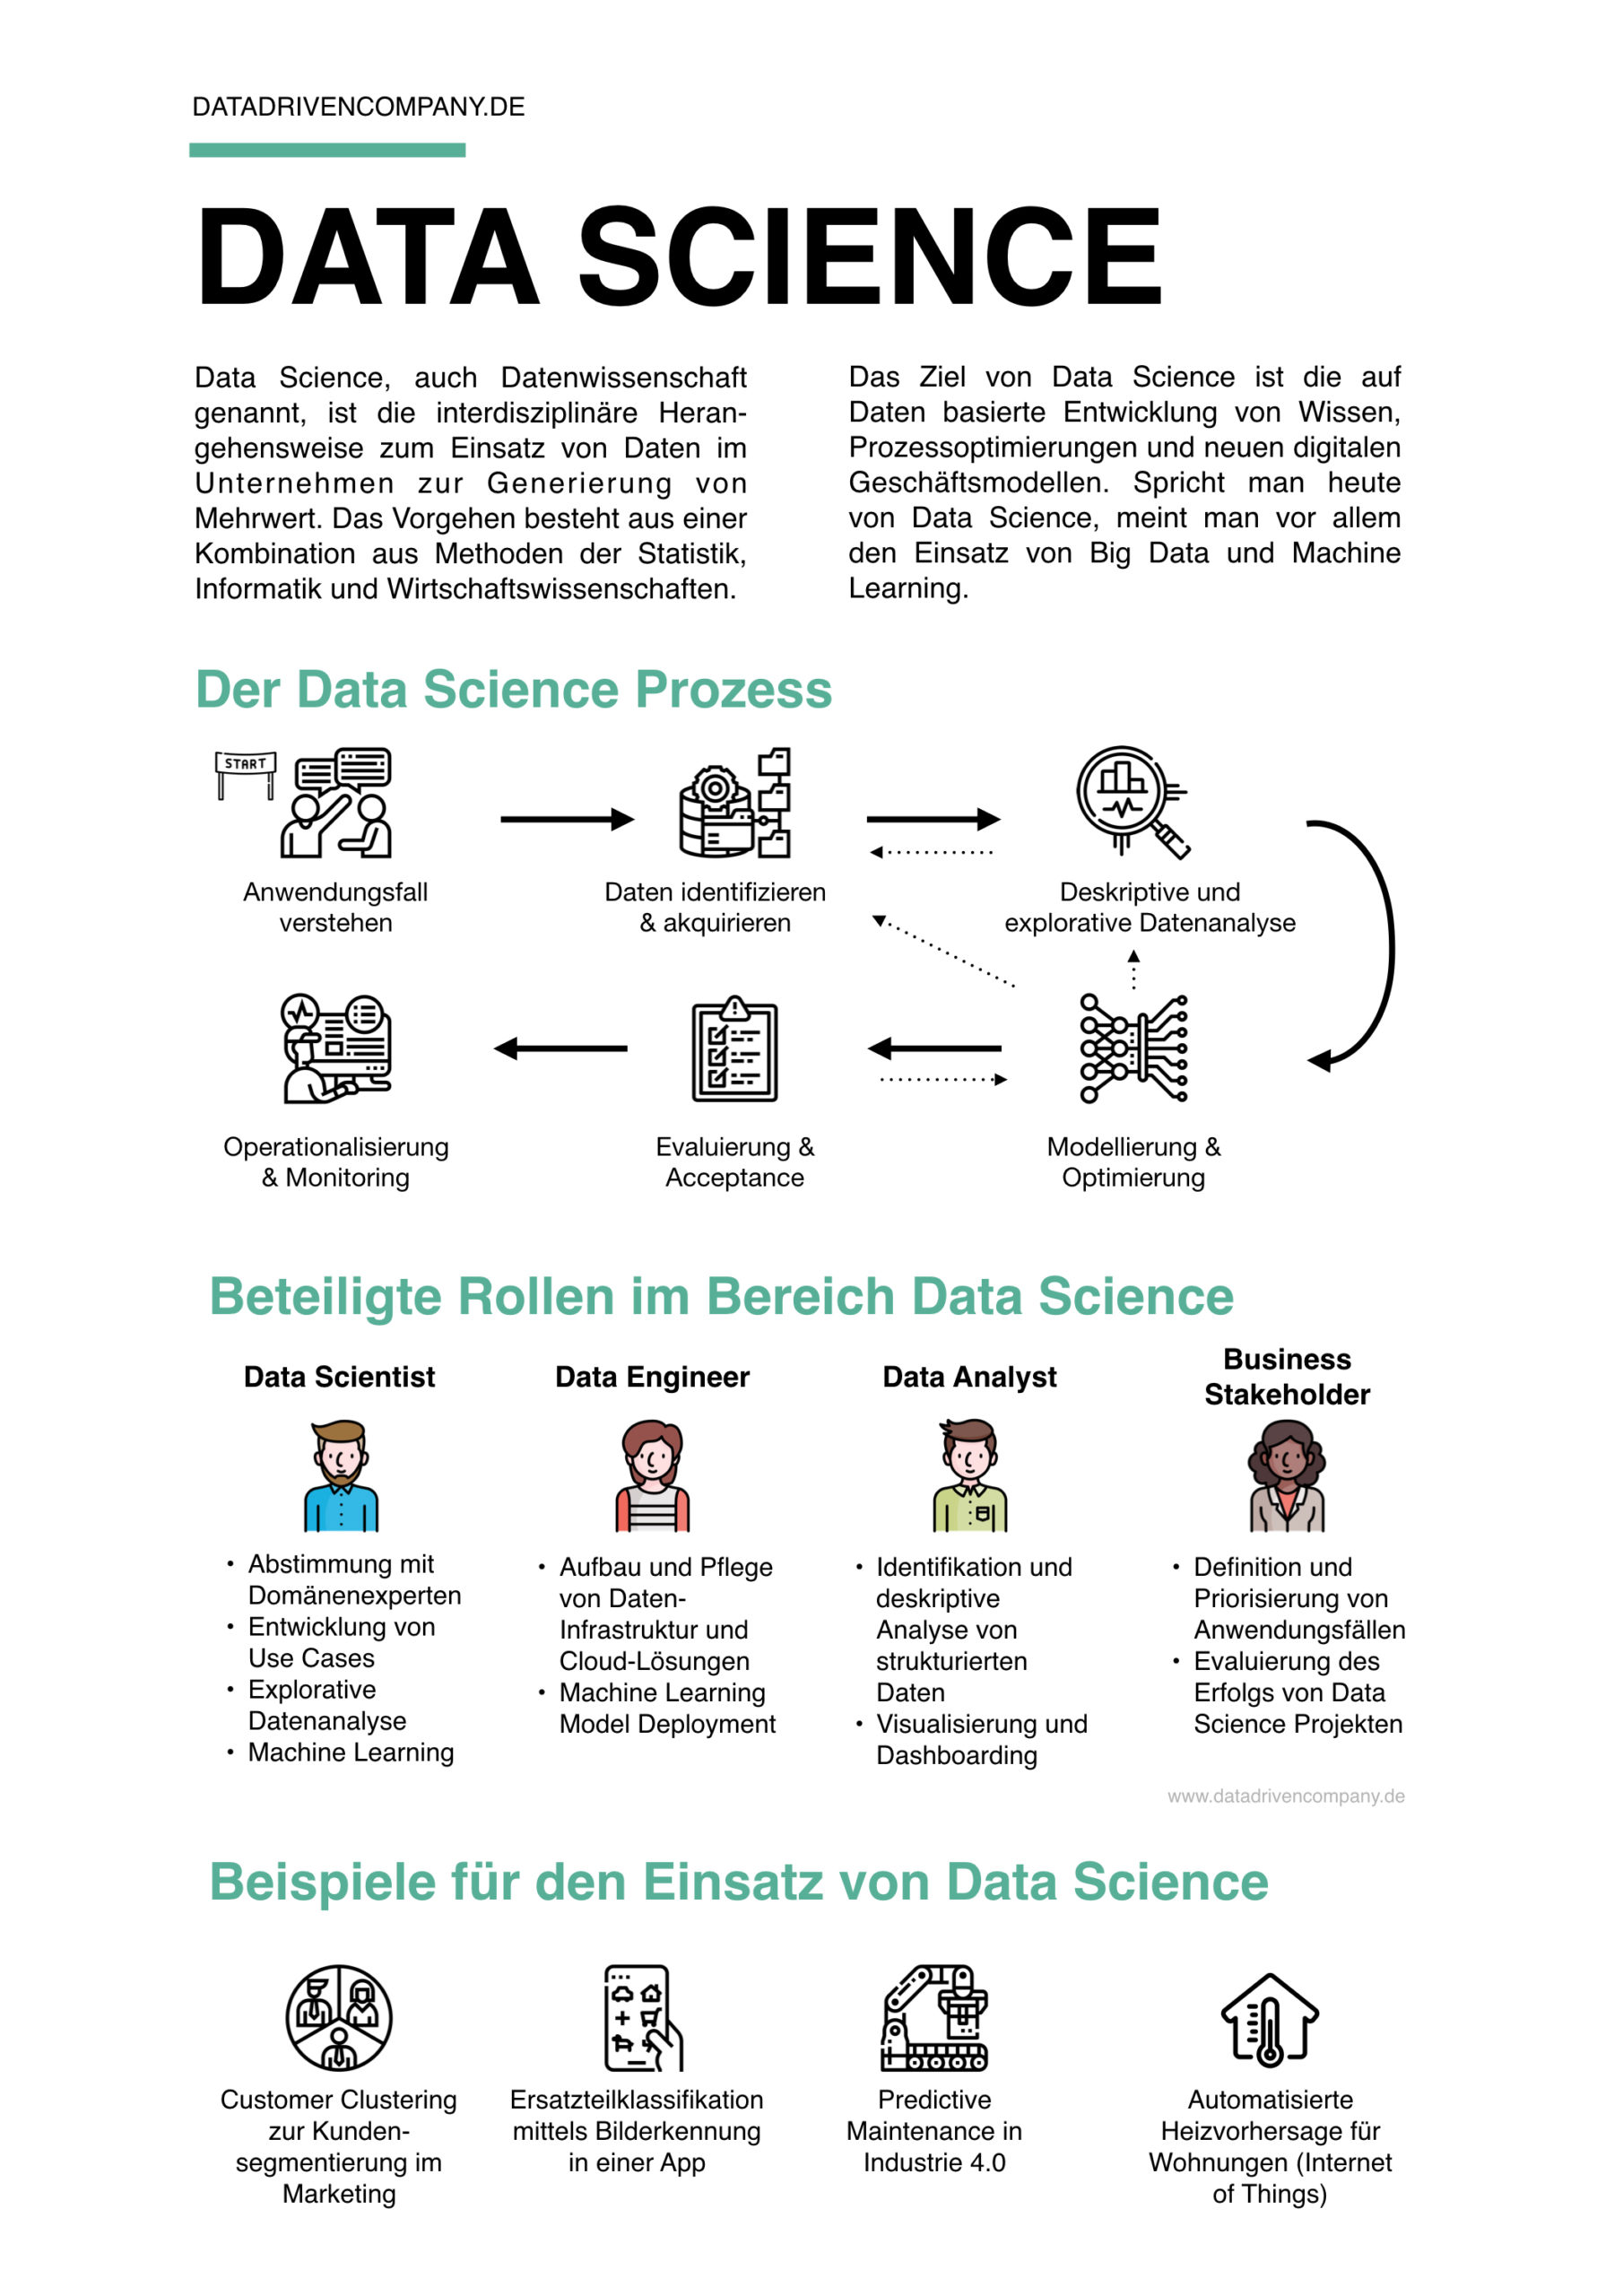 DATADRIVENCOMPANY.DE
DATA SCIENCE
Data Science, auch Datenwissenschaft
genannt, ist die interdisziplinäre Heran-
gehensweise zum Einsatz von Daten im
Unternehmen zur Generierung von
Mehrwert. Das Vorgehen besteht aus einer
Kombination aus Methoden der Statistik,
Informatik und Wirtschaftswissenschaften.
Das Ziel von Data Science ist die auf
Daten basierte Entwicklung von Wissen,
Prozessoptimierungen und neuen digitalen
Geschäftsmodellen. Spricht man heute
von Data Science, meint man vor allem
den Einsatz von Big Data und Machine
Learning.
Der Data Science Prozess
START
Anwendungsfall
verstehen
Daten identifizieren
& akquirieren
Deskriptive und
explorative Datenanalyse
Operationalisierung
& Monitoring
Evaluierung &
Acceptance
Modellierung &
Optimierung
Beteiligte Rollen im Bereich Data Science
Data Scientist
• Abstimmung mit
Domänenexperten
• Entwicklung von
Use Cases
• Explorative
Datenanalyse
• Machine Learning
Data Engineer
• Aufbau und Pflege
von Daten-
Infrastruktur und
Cloud-Lösungen
• Machine Learning
Model Deployment
Data Analyst
• Identifikation und
deskriptive
Analyse von
strukturierten
Daten
• Visualisierung und
Dashboarding
Business
Stakeholder
• Definition und
Priorisierung von
Anwendungsfällen
• Evaluierung des
Erfolgs von Data
Science Projekten
www.datadrivencompany.de
Beispiele für den Einsatz von Data Science
Customer Clustering
zur Kunden-
segmentierung im
Marketing
Ersatzteilklassifikation
mittels Bilderkennung
in einer App
Predictive
Maintenance in
Industrie 4.0
Automatisierte
Heizvorhersage für
Wohnungen (Internet
of Things)